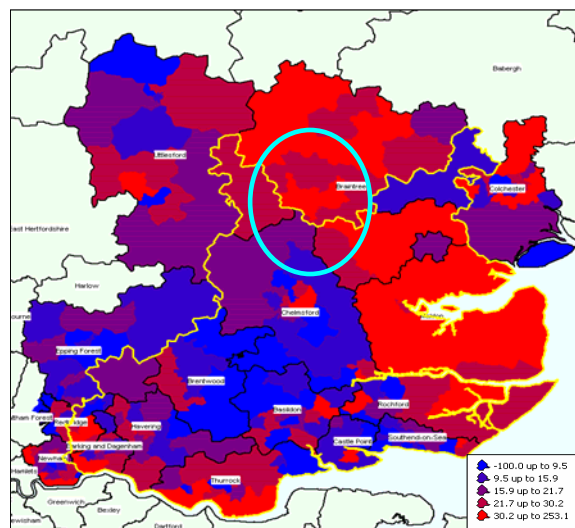 Babergh
Uttlesford
Braintree
Colchester
East Hertfordshire
Harlow
Chelmsford
Epping Forest
Brentwood
Rochford
Basildon
Redbridge
Havering
Southend-on-Sea
Barking and Dagenham
Castle Point
Newham
Hamlets
Thurrock
Greenwich
Bexley
Lewisham
Dartford
-100.0 up to 9.5
9.5 up to 15.9
15.9 up to 21.7
21.7 up to 30.2
30.2 up to 253.1